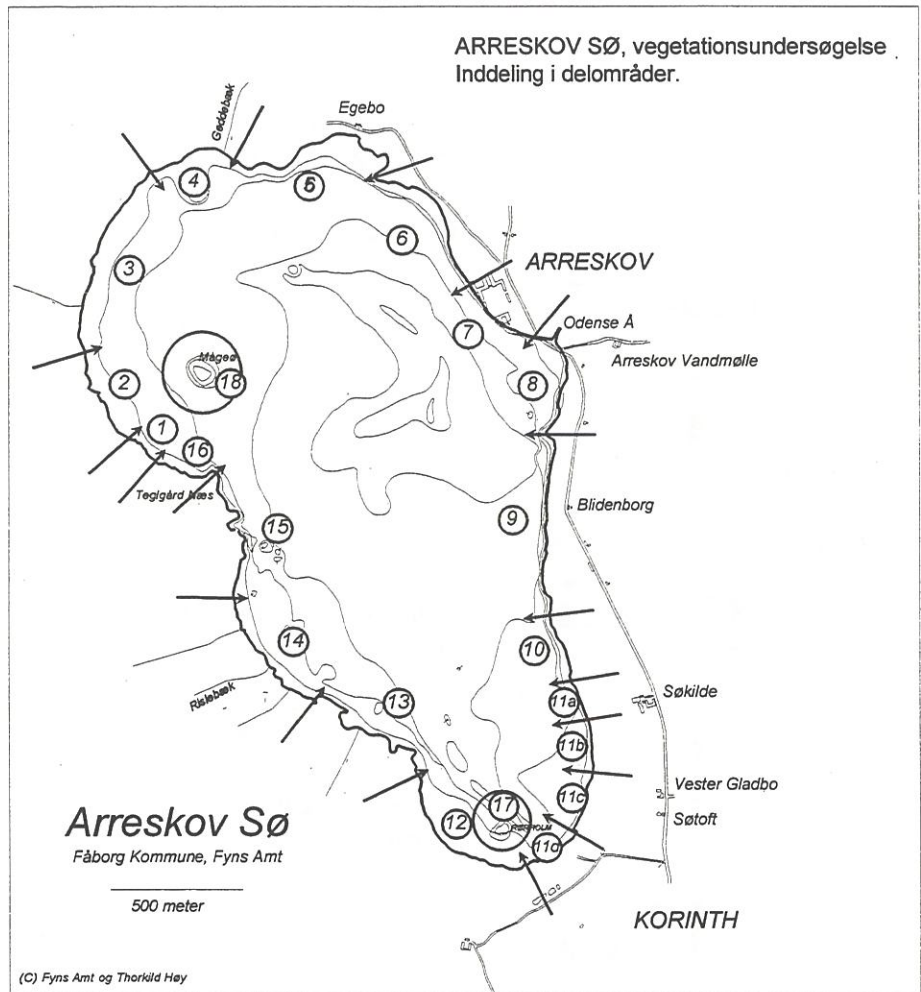 ARRESKOV SØ, vegetationsundersøgelse.
Inddeling i delområder.
Egebo
Geddebæk
4
5
6
ARRESKOV
3
Odense Å
7
Arreskov Vandmølle
Mågeø
18
8
2
1
16
Teglgård Næs
Blidenborg
15
9
14
10
Rislebæk
Søkilde
13
11a
11b
Vester Gladbo
11c
17
Søtoft
12
RØRHOLM
11d
Arreskov Sø
Fåborg Kommune, Fyns Amt
500 meter
KORINTH
(C) Fyns Amt og Thorkild Høy